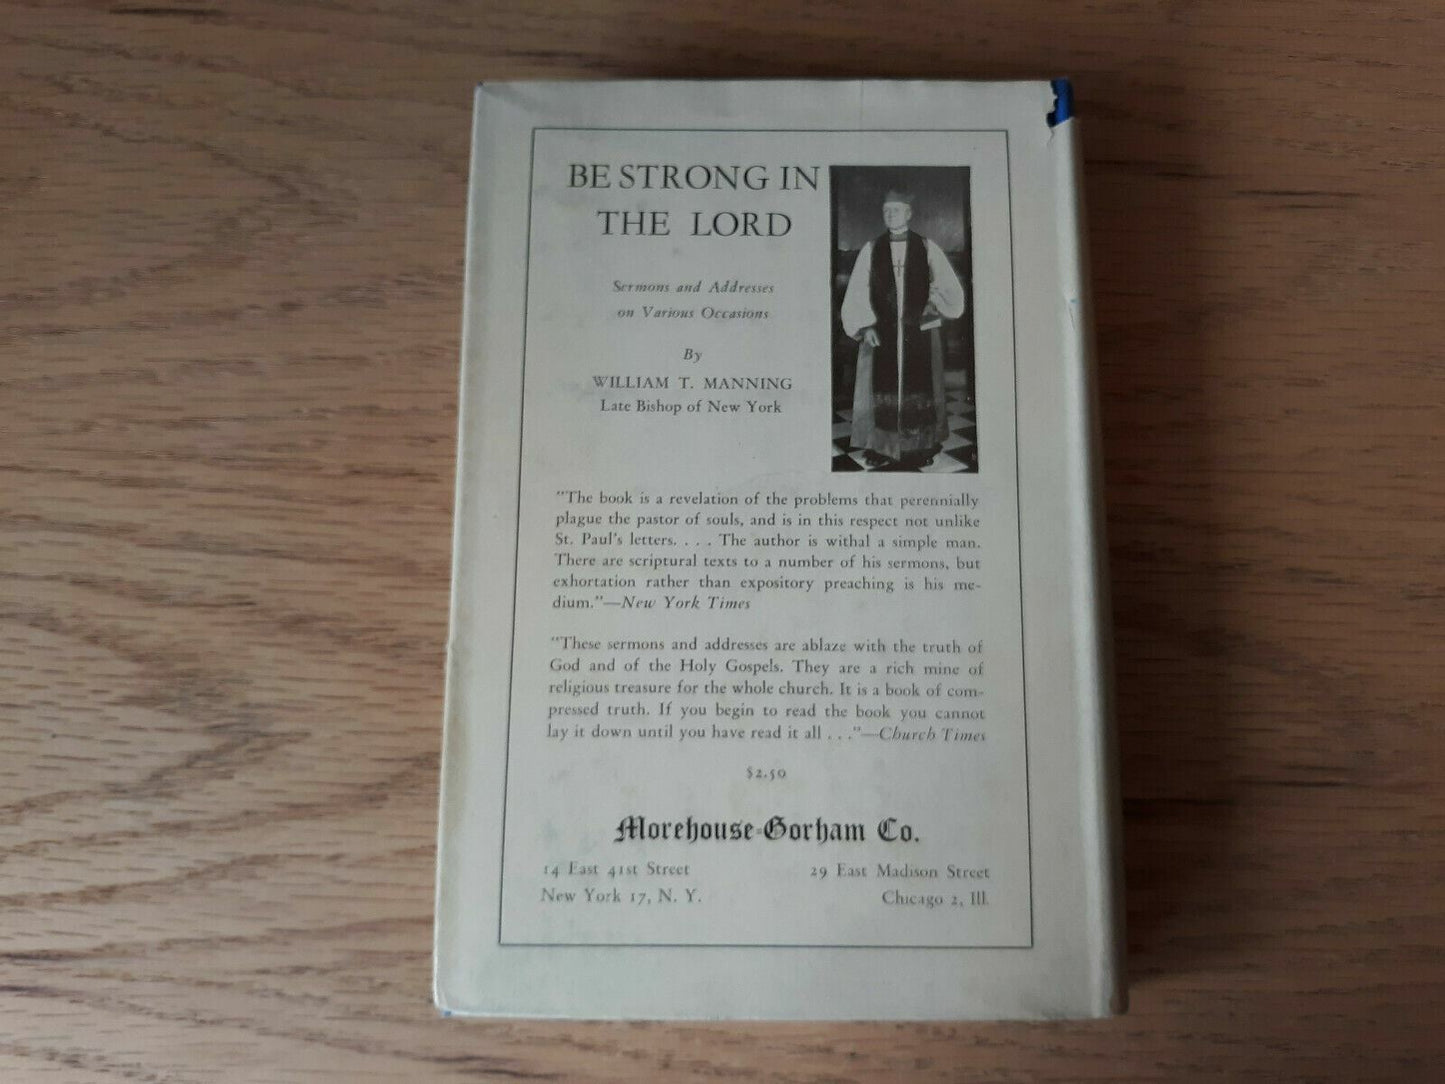 BE STRONG IN
THE LORD
Sermons and Addresses
on Various Occasions
By
WILLIAM T. MANNING
Late Bishop of New York
"The book is a revelation of the problems that perennially
plague the pastor of souls, and is in this respect not unlike
St. Paul's letters. . . . The author is withal a simple man.
There are scriptural texts to a number of his sermons, but
exhortation rather than expository preaching is his me-
dium."—New York Times
"These sermons and addresses are ablaze with the truth of
God and of the Holy Gospels. They are a rich mine of
religious treasure for the whole church. It is a book of com-
pressed truth. If you begin to read the book you cannot
lay it down until you have read it all . . ."—Church Times
$2.50
Morehouse-Gorham Co.
14 East 41st Street
New York 17, N. Y.
29 East Madison Street
Chicago 2, Ill.